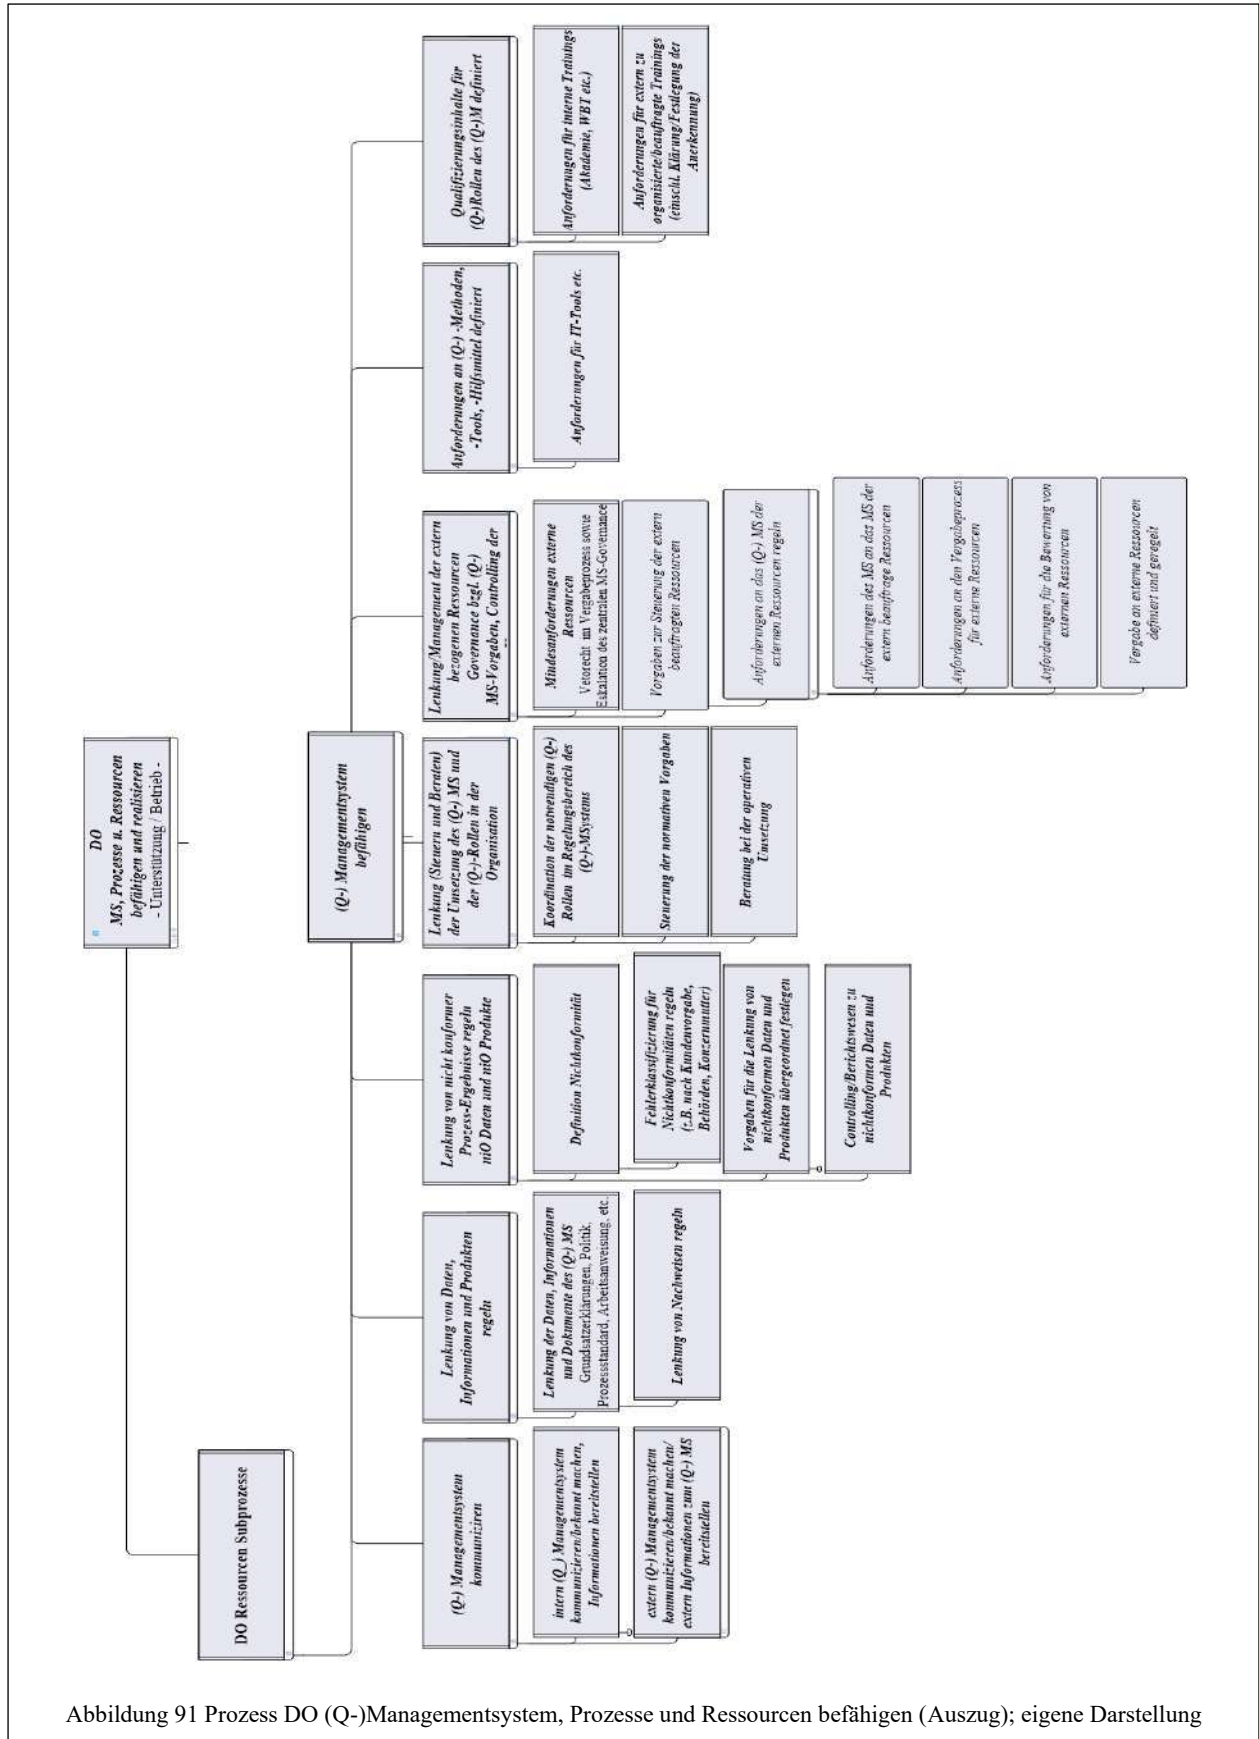 DO
MS, Prozesse u. Ressourcen
befähigen und realisieren
- Unterstützung / Betrieb -
DO Ressourcen Subprozesse
(Q-) Managementsystem
befähigen
(Q-) Managementsystem
kommuniziren
intern (Q_) Managementsystem
kommunizieren/bekannt machen,
Informationen bereitstellen
extern (Q-) Managementsystem
kommunizieren/bekannt machen/
extern Informationen zum (Q-) MS
bereitstellen
Lenkung von Daten,
Informationen und Produkten
regeln
Lenkung der Daten, Informationen
und Dokumente des (Q-) MS
Grundsatzerklärungen, Politik,
Prozessstandard, Arbeitsanweisung, etc.
Lenkung von Nachweisen regeln
Lenkung von nicht konformer
Prozess-Ergebnisse regeln
niO Daten und niO Produkte
Definition Nichtkonformität
Fehlerklassifizierung für
Nichtkonformitäten regeln
(z.B. nach Kundenvorgabe,
Behörden, Konzernmutter)
Vorgaben für die Lenkung von
nichtkonformen Daten und
Produkten übergeordnet festlegen
Controlling/Berichtswesen zu
nichtkonformen Daten und
Produkten
Lenkung (Steuern und Beraten)
der Umsetzung des (Q-) MS und
der (Q-)-Rollen in der
Organisation
Koordination der notwendigen (Q-)
Rollen im Regelungsbereich des
(Q-)-MSystems
Steuerung der normativen Vorgaben
Beratung bei der operativen
Umsetzung
Lenkung/Management der extern
bezogenen Ressourcen
Governance bzgl. (Q-)
MS-Vorgaben, Controlling der
...
Mindesanforderungen externe
Ressourcen
Vetorecht im Vergabeprozess sowie
Eskalation des zentralen MS-Governance
Vorgaben zur Steuerung der extern
beauftragten Ressourcen
Anforderungen an das (Q-) MS der
externen Ressourcen regeln
Anforderungen des MS an das MS der
extern beauftrage Ressourcen
Anforderungen an den Vergabeprozess
für externe Ressourcen
Anforderungen für die Bewertung von
externen Ressourcen
Vergabe an externe Ressourcen
definiert und geregelt
Anforderungen an (Q-) -Methoden,
-Tools, -Hilfsmittel definiert
Anforderungen für IT-Tools etc.
Qualifizierungsinhalte für
(Q-)Rollen des (Q-)M definiert
Anforderungen für interne Trainings
(Akademie, WBT etc.)
Anforderungen für extern zu
organisierte/beauftragte Trainings
(einschl. Klärung/Festlegung der
Anerkennung)
Abbildung 91 Prozess DO (Q-)Managementsystem, Prozesse und Ressourcen befähigen (Auszug); eigene Darstellung